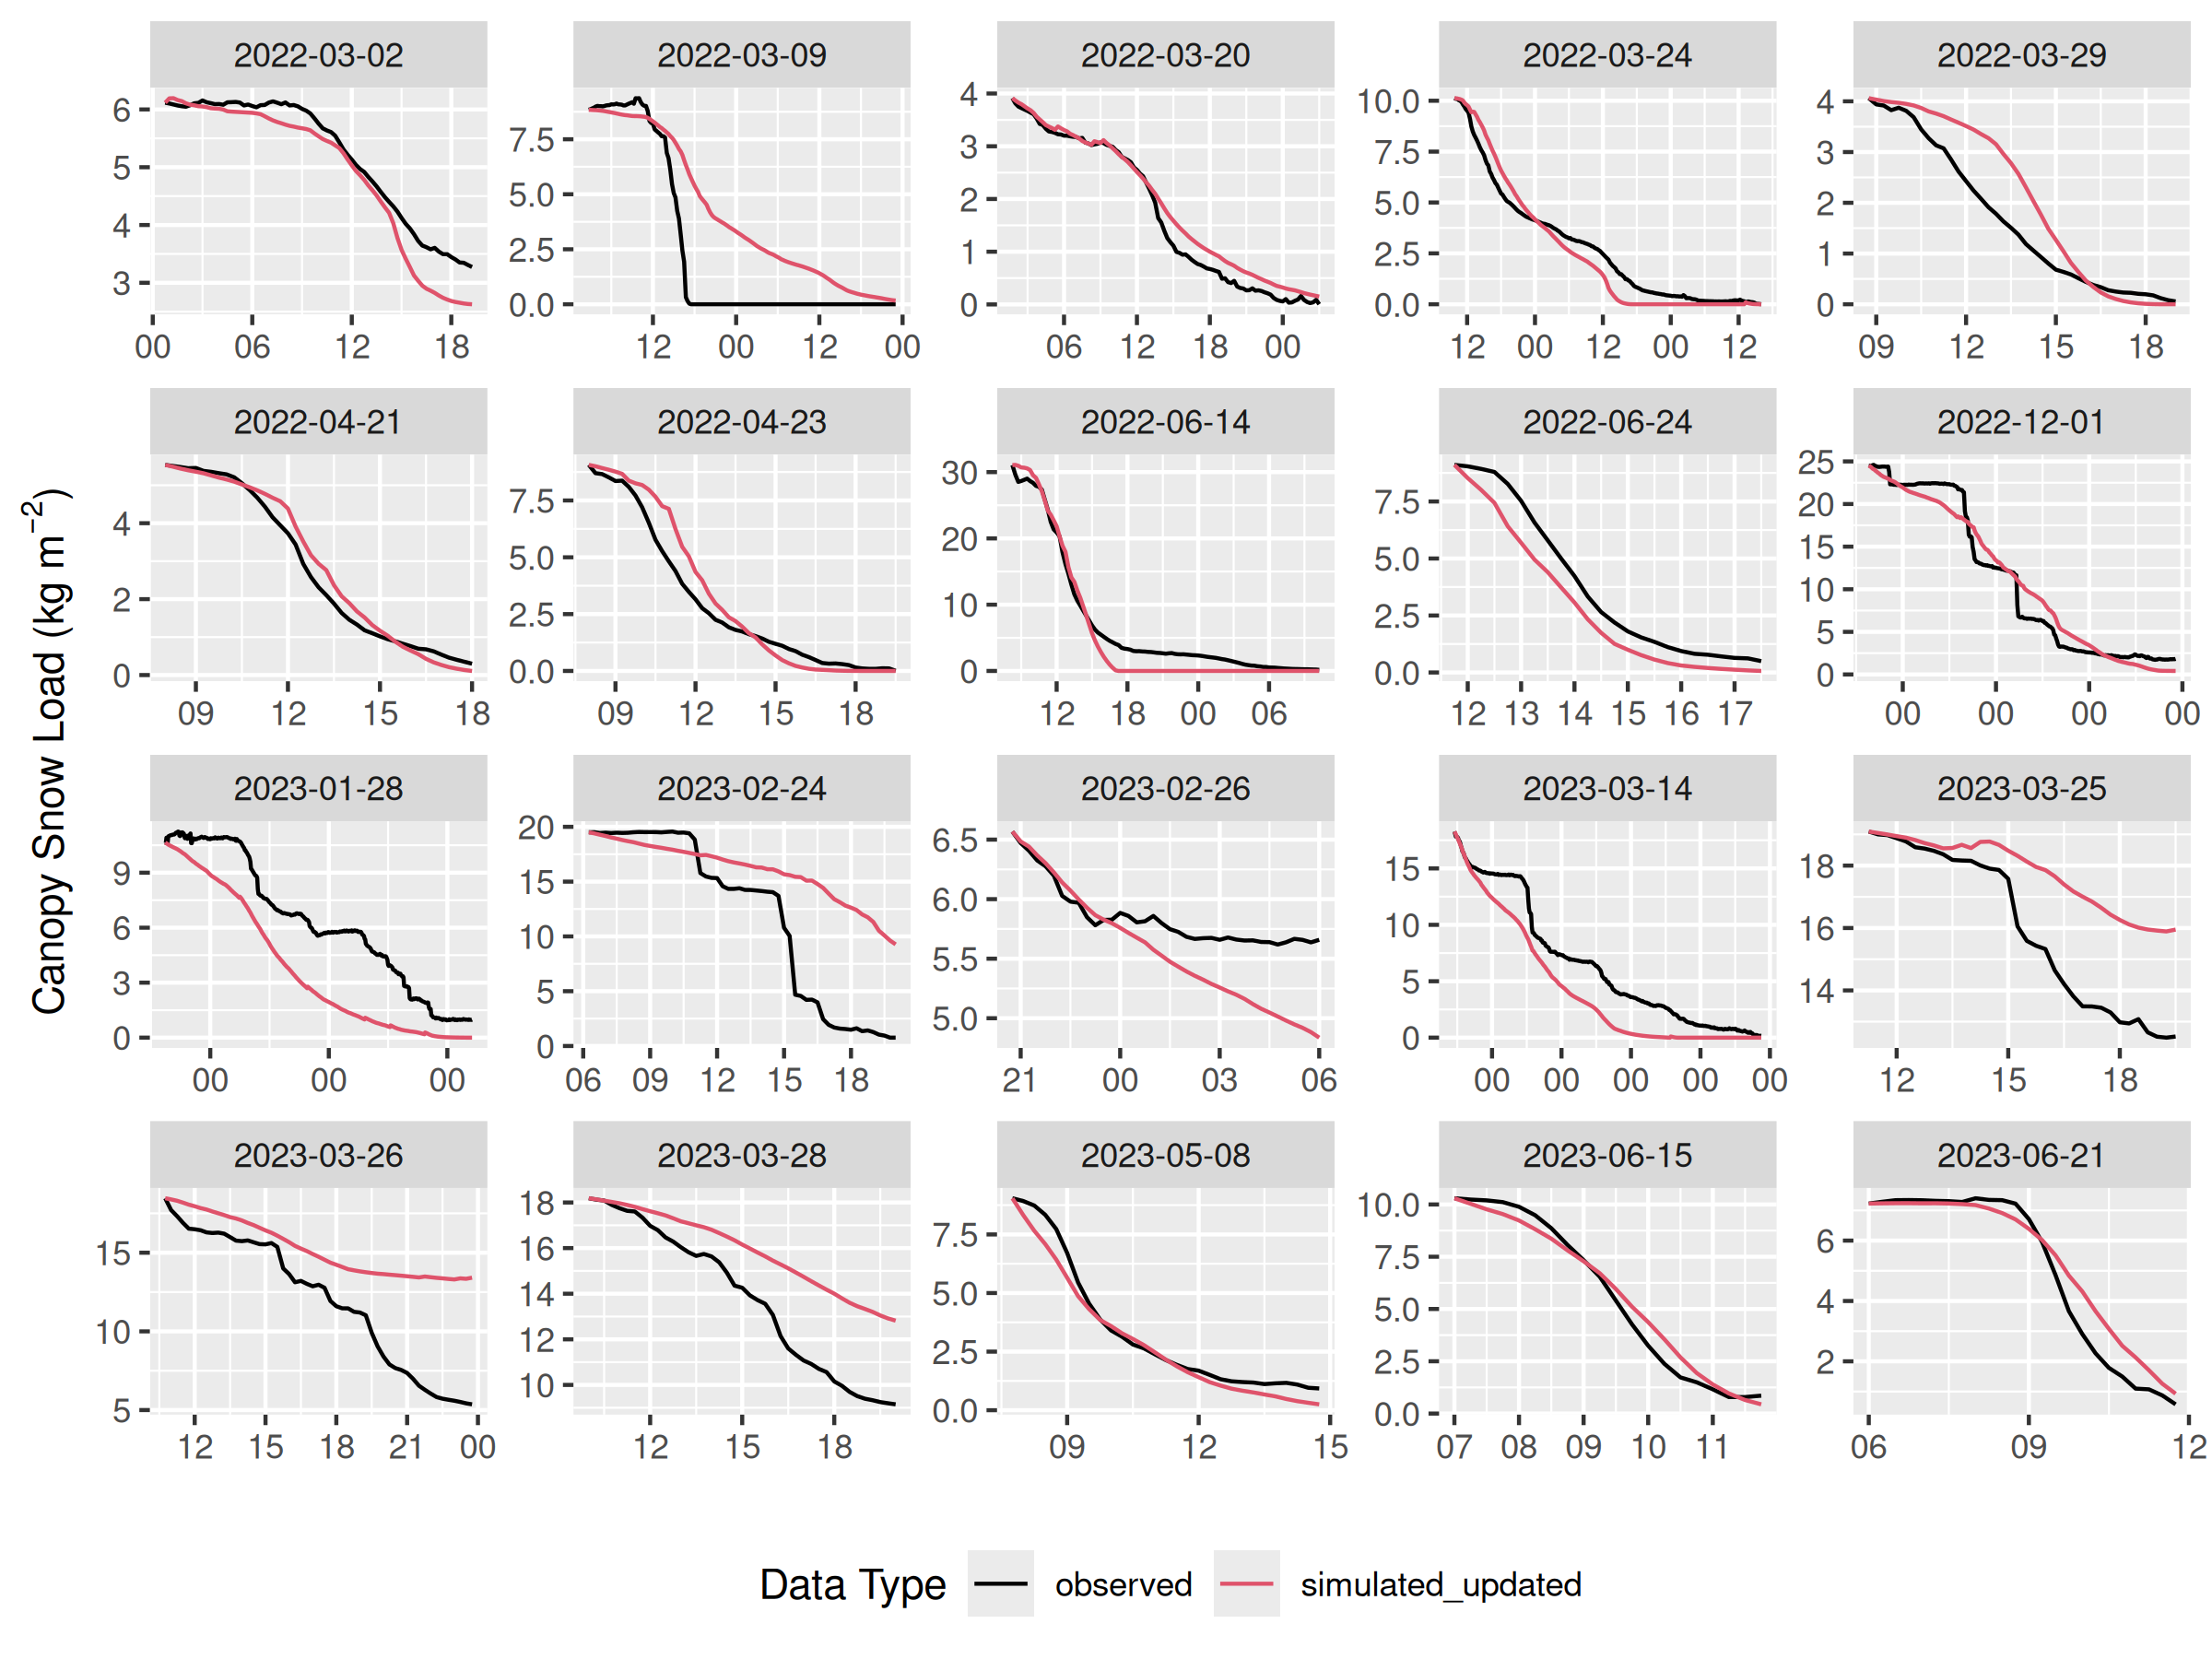 2022-03-02 2022-03-09 2022-03-20 2022-03-24 2022-03-29
6 5 4 3
00 06 12 18
7.5 5.0 2.5 0.0
12 00 12 00
4 3 2 1 0
06 12 18 00
10.0 7.5 5.0 2.5 0.0
12 00 12 00 12
4 3 2 1 0
09 12 15 18
Canopy Snow Load (kg m−2)
2022-04-21 2022-04-23 2022-06-14 2022-06-24 2022-12-01
4 2 0
09 12 15 18
7.5 5.0 2.5 0.0
09 12 15 18
30 20 10 0
12 18 00 06
7.5 5.0 2.5 0.0
12 13 14 15 16 17
25 20 15 10 5 0
00 00 00 00
2023-01-28 2023-02-24 2023-02-26 2023-03-14 2023-03-25
9 6 3 0
00 00 00
20 15 10 5 0
06 09 12 15 18
6.5 6.0 5.5 5.0
21 00 03 06
15 10 5 0
00 00 00 00 00
18 16 14
12 15 18
2023-03-26 2023-03-28 2023-05-08 2023-06-15 2023-06-21
15 10 5
12 15 18 21 00
18 16 14 12 10
12 15 18
7.5 5.0 2.5 0.0
09 12 15
10.0 7.5 5.0 2.5 0.0
07 08 09 10 11
6 4 2
06 09 12
Data Type observed simulated_updated